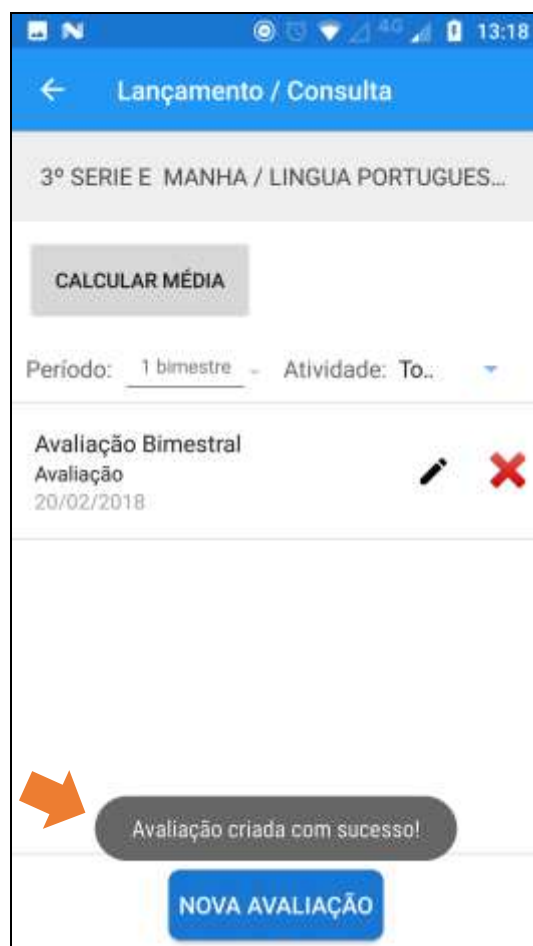 N 4G 13:18
Lançamento / Consulta
3º SERIE E MANHA / LINGUA PORTUGUES...
CALCULAR MÉDIA
Período: 1 bimestre Atividade: To..
Avaliação Bimestral
Avaliação
20/02/2018
Avaliação criada com sucesso!
NOVA AVALIAÇÃO